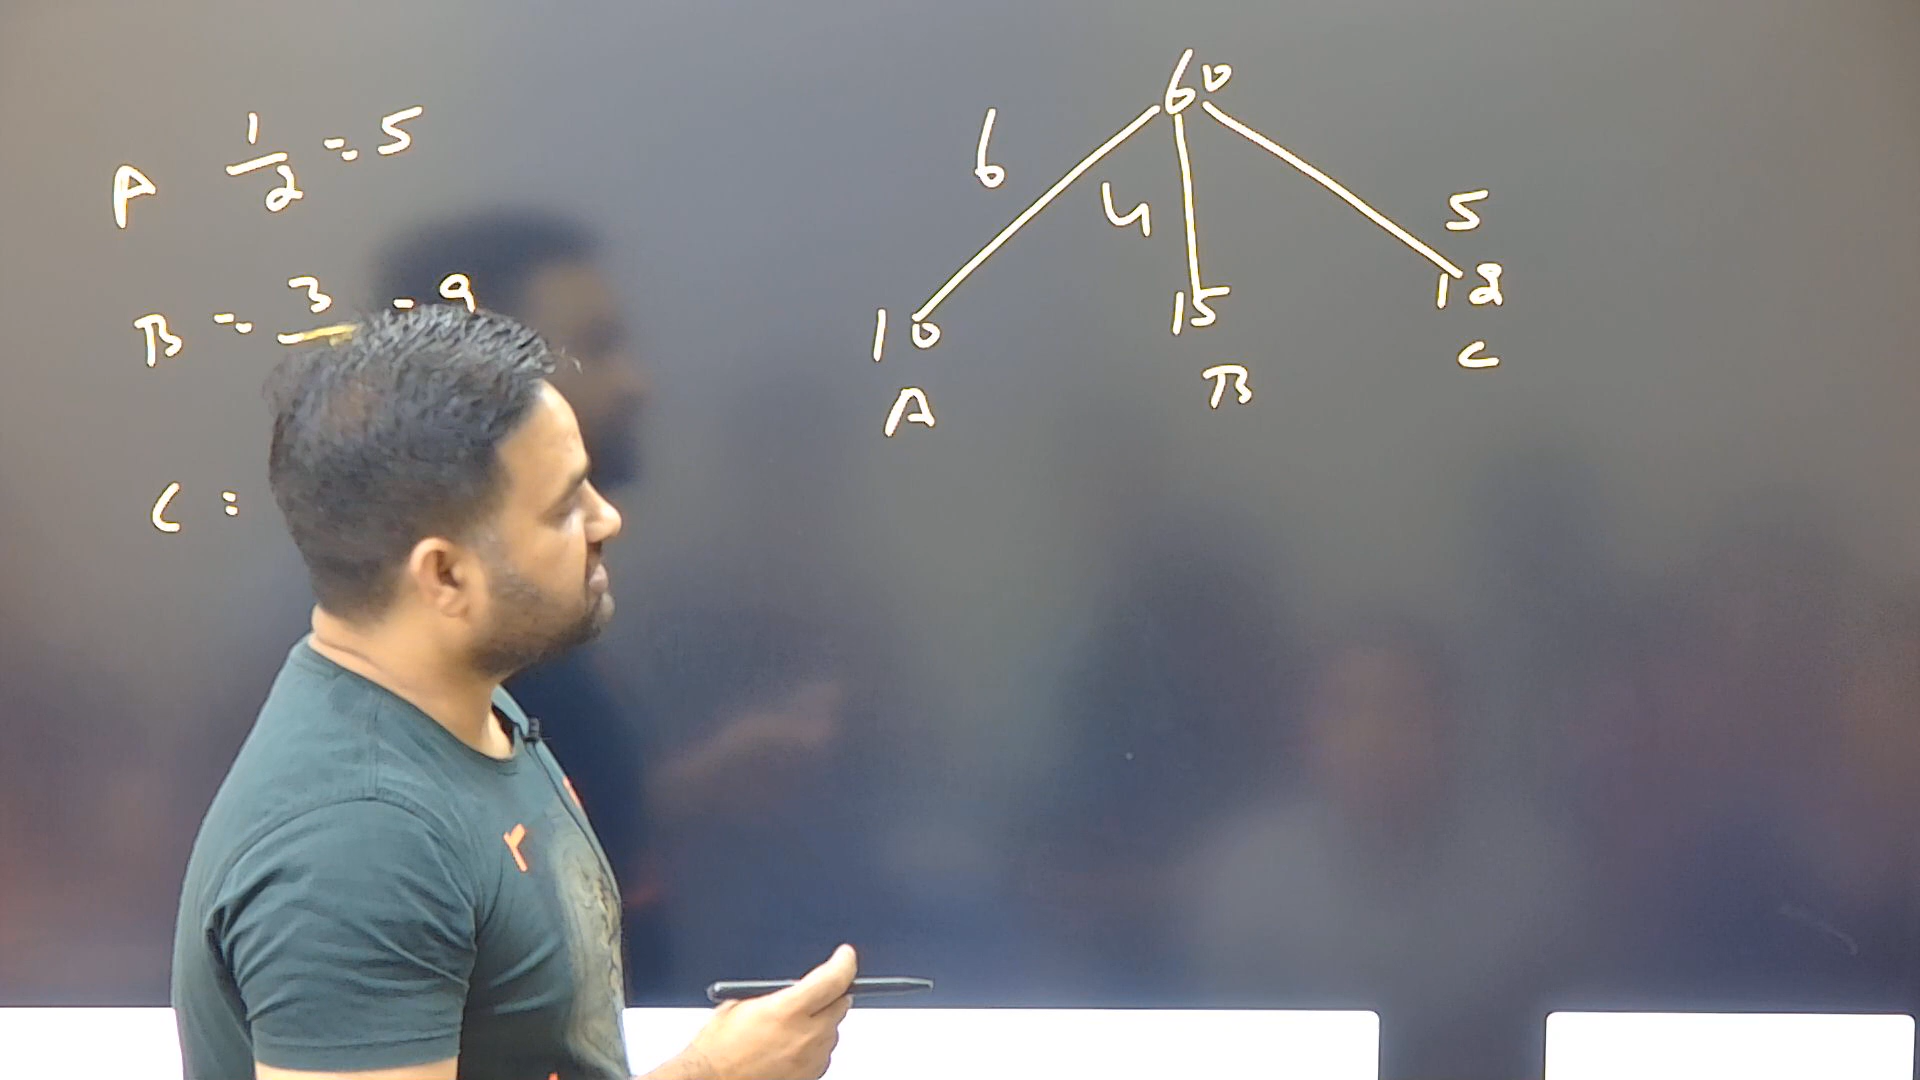 A 1/2 = 5
B = 3/ = 9
C =
60
6 4 5
10 15 12
A B C